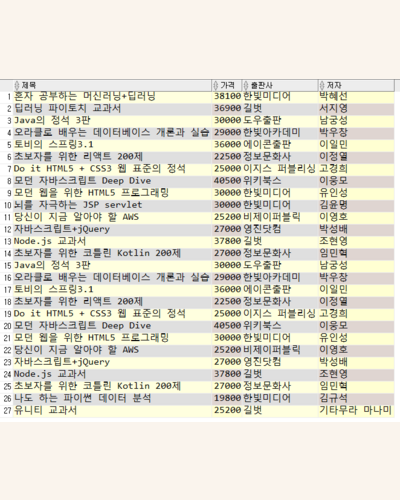 제목 가격 출판사 저자
1 혼자 공부하는 머신러닝+딥러닝 38100 한빛미디어 박혜선
2 딥러닝 파이토치 교과서 36900 길벗 서지영
3 Java의 정석 3판 30000 도우출판 남궁성
4 오라클로 배우는 데이터베이스 개론과 실습 29000 한빛아카데미 박우장
5 토비의 스프링3.1 36000 에이콘출판 이일민
6 초보자를 위한 리액트 200제 22500 정보문화사 이정열
7 Do it HTML5 + CSS3 웹 표준의 정석 25000 이지스 퍼블리싱 고경희
8 모던 자바스크립트 Deep Dive 40500 위키북스 이웅모
9 모던 웹을 위한 HTML5 프로그래밍 30000 한빛미디어 유인성
10 뇌를 자극하는 JSP servlet 30000 한빛미디어 김윤명
11 당신이 지금 알아야 할 AWS 25200 비제이퍼블릭 이영호
12 자바스크립트+jQuery 27000 영진닷컴 박성배
13 Node.js 교과서 37800 길벗 조현영
14 초보자를 위한 코틀린 Kotlin 200제 27000 정보문화사 임민혁
15 Java의 정석 3판 30000 도우출판 남궁성
16 오라클로 배우는 데이터베이스 개론과 실습 29000 한빛아카데미 박우장
17 토비의 스프링3.1 36000 에이콘출판 이일민
18 초보자를 위한 리액트 200제 22500 정보문화사 이정열
19 Do it HTML5 + CSS3 웹 표준의 정석 25000 이지스 퍼블리싱 고경희
20 모던 자바스크립트 Deep Dive 40500 위키북스 이웅모
21 모던 웹을 위한 HTML5 프로그래밍 30000 한빛미디어 유인성
22 당신이 지금 알아야 할 AWS 25200 비제이퍼블릭 이영호
23 자바스크립트+jQuery 27000 영진닷컴 박성배
24 Node.js 교과서 37800 길벗 조현영
25 초보자를 위한 코틀린 Kotlin 200제 27000 정보문화사 임민혁
26 나도 하는 파이썬 데이터 분석 19800 한빛미디어 김규석
27 유니티 교과서 25200 길벗 기타무라 마나미